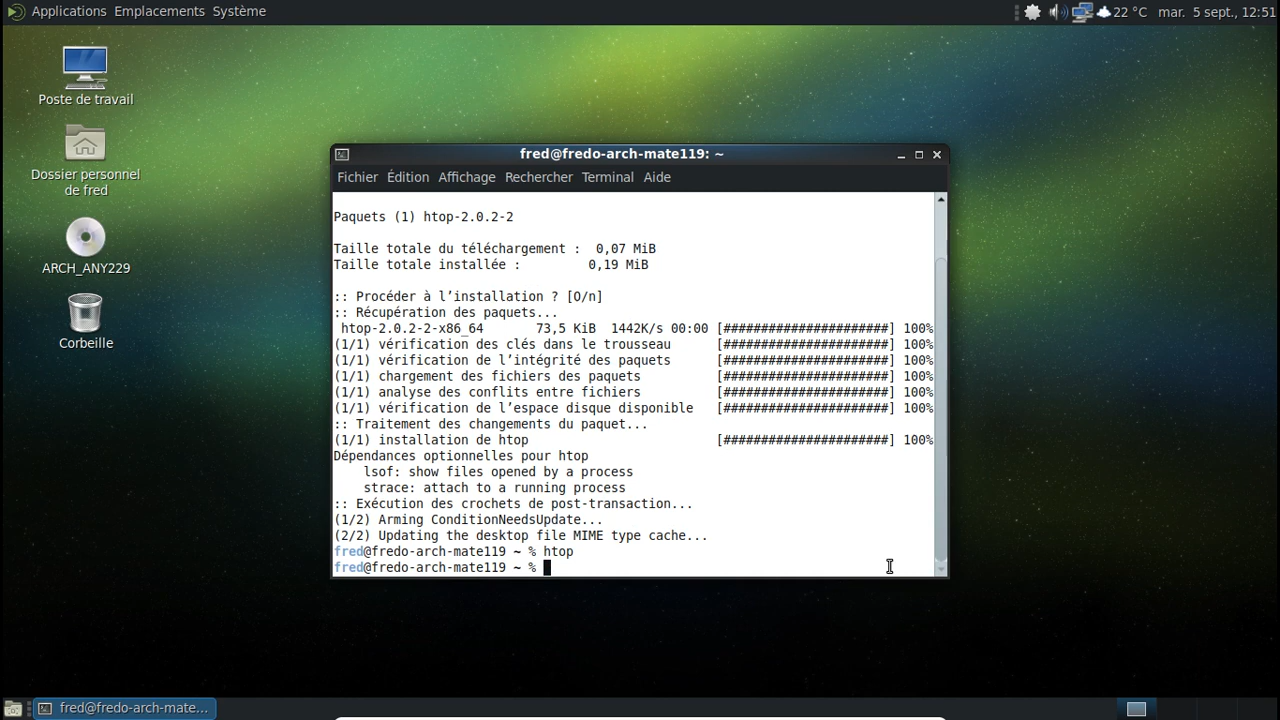 Applications Emplacements Système
22 °C mar. 5 sept., 12:51
Poste de travail
Dossier personnel
de fred
ARCH_ANY229
Corbeille
fred@fredo-arch-mate119: ~
Fichier Édition Affichage Rechercher Terminal Aide
Paquets (1) htop-2.0.2-2
Taille totale du téléchargement : 0,07 MiB
Taille totale installée : 0,19 MiB
:: Procéder à l’installation ? [O/n]
:: Récupération des paquets...
htop-2.0.2-2-x86_64 73,5 KiB 1442K/s 00:00 [######################] 100%
(1/1) vérification des clés dans le trousseau [######################] 100%
(1/1) vérification de l’intégrité des paquets [######################] 100%
(1/1) chargement des fichiers des paquets [######################] 100%
(1/1) analyse des conflits entre fichiers [######################] 100%
(1/1) vérification de l’espace disque disponible [######################] 100%
:: Traitement des changements du paquet...
(1/1) installation de htop [######################] 100%
Dépendances optionnelles pour htop
lsof: show files opened by a process
strace: attach to a running process
:: Exécution des crochets de post-transaction...
(1/2) Arming ConditionNeedsUpdate...
(2/2) Updating the desktop file MIME type cache...
fred@fredo-arch-mate119 ~ % htop
fred@fredo-arch-mate119 ~ %
fred@fredo-arch-mate...